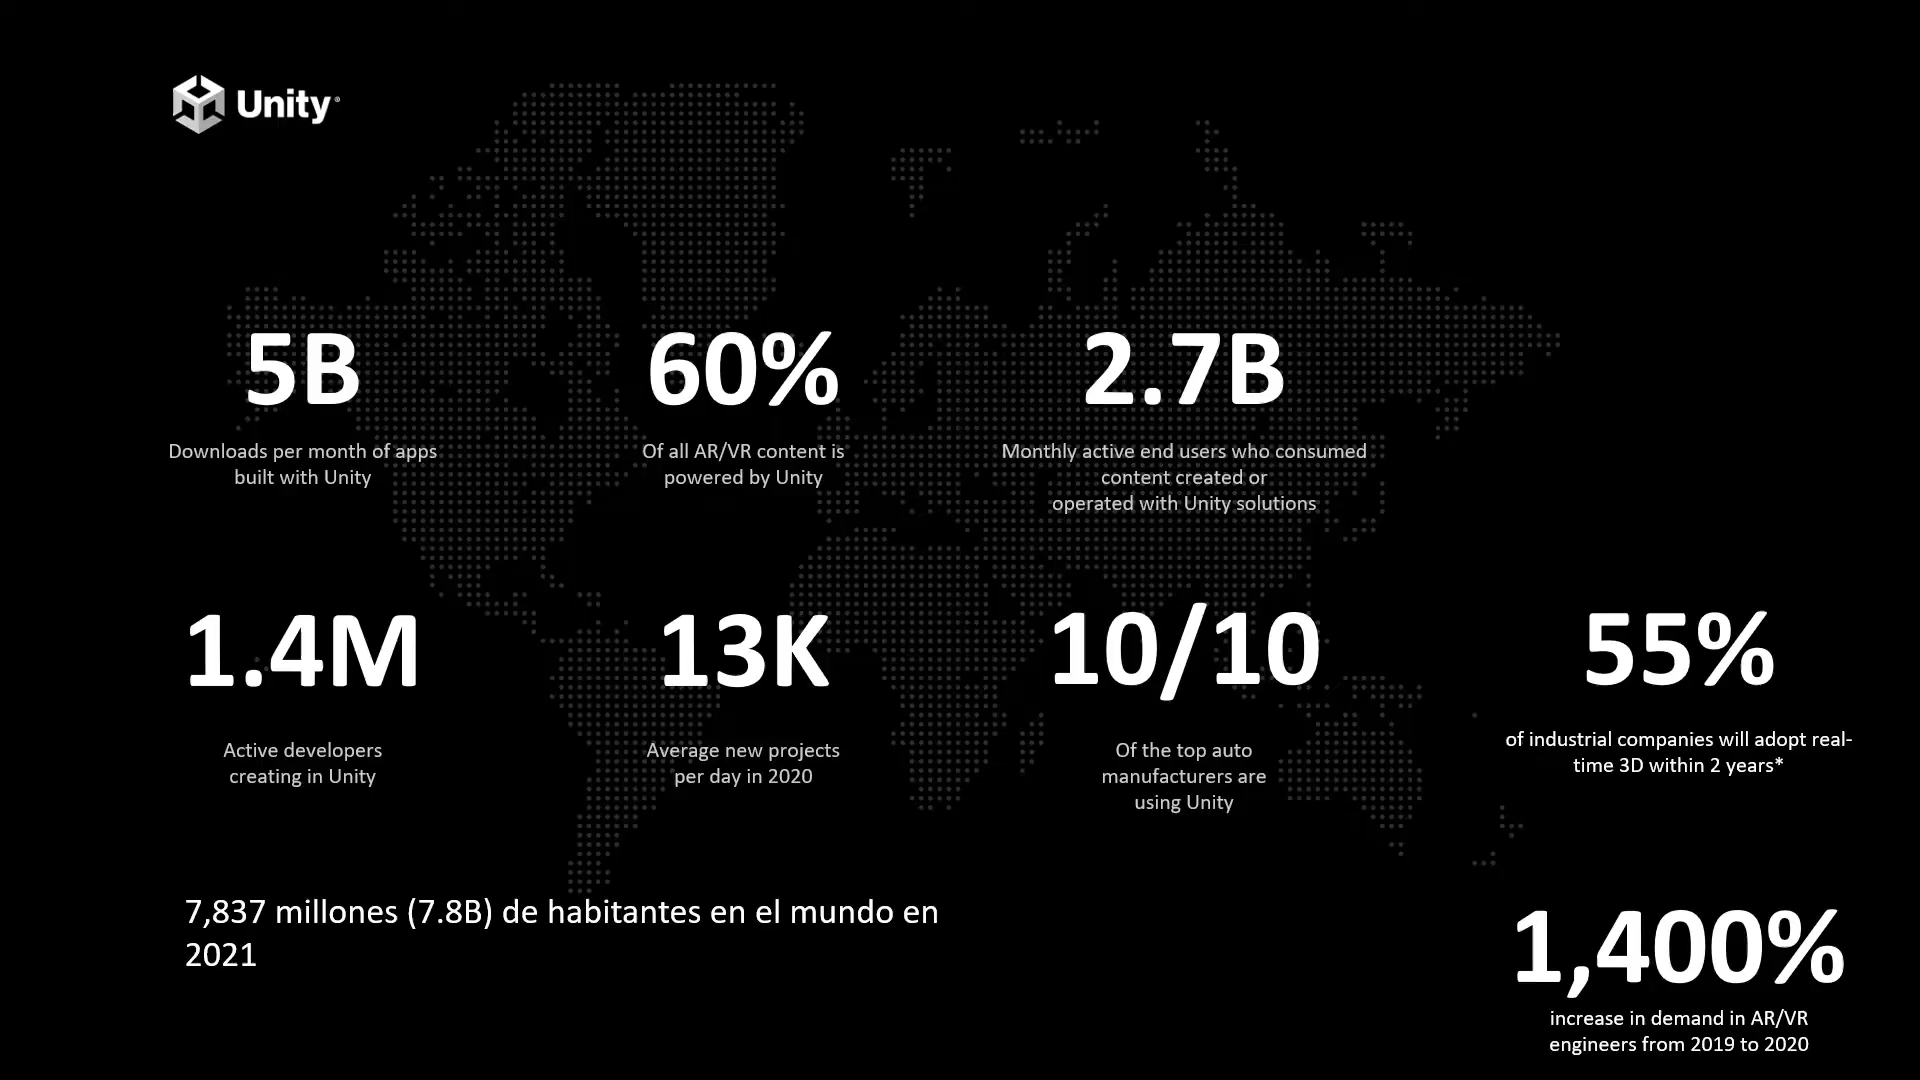 Unity®
5B
Downloads per month of apps
built with Unity
60%
Of all AR/VR content is
powered by Unity
2.7B
Monthly active end users who consumed
content created or
operated with Unity solutions
1.4M
Active developers
creating in Unity
13K
Average new projects
per day in 2020
10/10
Of the top auto
manufacturers are
using Unity
55%
of industrial companies will adopt real-
time 3D within 2 years*
7,837 millones (7.8B) de habitantes en el mundo en
2021
1,400%
increase in demand in AR/VR
engineers from 2019 to 2020